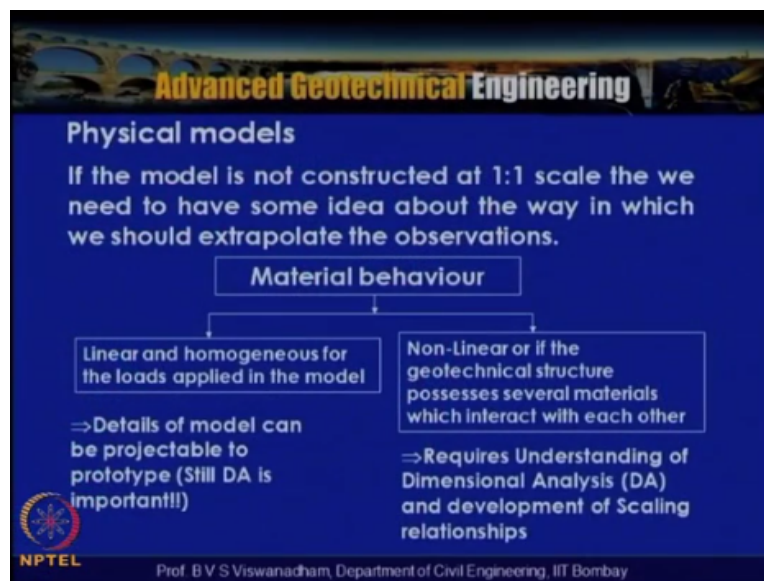 Advanced Geotechnical Engineering
Physical models
If the model is not constructed at 1:1 scale the we
need to have some idea about the way in which
we should extrapolate the observations.
Material behaviour
Linear and homogeneous for
the loads applied in the model
⇒Details of model can
be projectable to
prototype (Still DA is
important!!)
Non-Linear or if the
geotechnical structure
possesses several materials
which interact with each other
⇒Requires Understanding of
Dimensional Analysis (DA)
and development of Scaling
relationships
NPTEL
Prof. B V S Viswanadham, Department of Civil Engineering, IIT Bombay